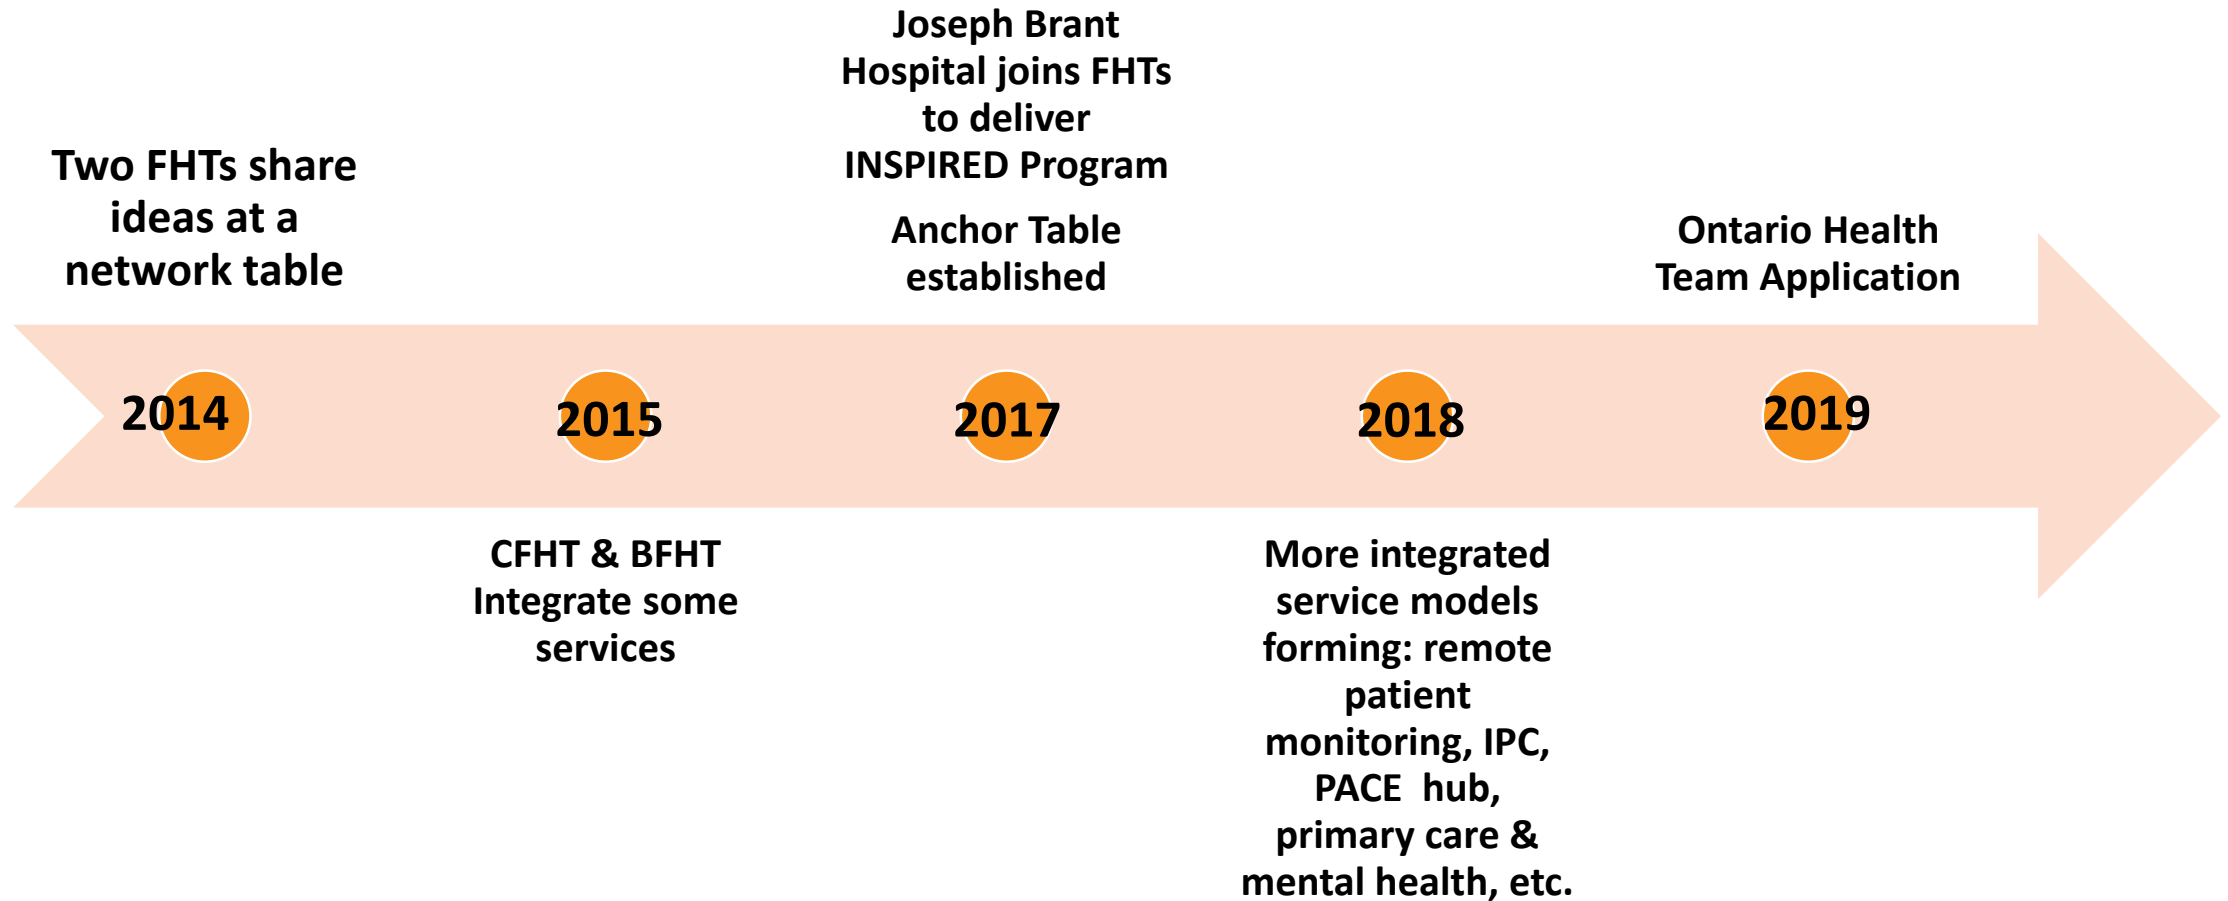 Two FHTs share
ideas at a
network table
Joseph Brant
Hospital joins FHTs
to deliver
INSPIRED Program
Anchor Table
established
Ontario Health
Team Application
2014
2015
2017
2018
2019
CFHT & BFHT
Integrate some
services
More integrated
service models
forming: remote
patient
monitoring, IPC,
PACE  hub,
primary care &
mental health, etc.